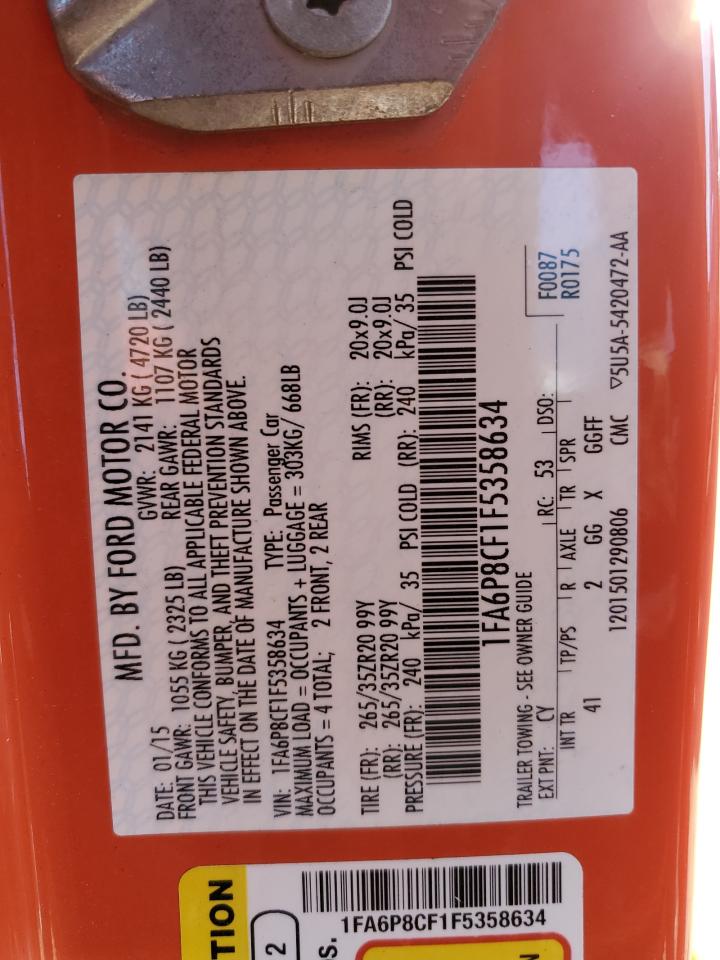 MFD. BY FORD MOTOR CO.
DATE: 01/15 GVWR: 2141 KG ( 4720 LB)
FRONT GAWR: 1055 KG ( 2325 LB) REAR GAWR: 1107 KG ( 2440 LB)
THIS VEHICLE CONFORMS TO ALL APPLICABLE FEDERAL MOTOR
VEHICLE SAFETY, BUMPER, AND THEFT PREVENTION STANDARDS
IN EFFECT ON THE DATE OF MANUFACTURE SHOWN ABOVE.
VIN: 1FA6P8CF1F5358634 TYPE: Passenger Car
MAXIMUM LOAD = OCCUPANTS + LUGGAGE = 303KG/ 668LB
OCCUPANTS = 4 TOTAL; 2 FRONT, 2 REAR
TIRE (FR): 265/35ZR20 99Y RIMS (FR): 20x9.0J
(RR): 265/35ZR20 99Y (RR): 20x9.0J
PRESSURE (FR): 240 kPa/ 35 PSI COLD (RR): 240 kPa/ 35 PSI COLD
1FA6P8CF1F5358634
TRAILER TOWING - SEE OWNER GUIDE
EXT PNT: CY RC: 53 DSO: F0087
R0175
INT TR TP/PS R AXLE TR SPR
41 2 GG X GGFF
1201501290806 CMC ▽5U5A-5420472-AA
TION
2
OS.
1FA6P8CF1F5358634
N